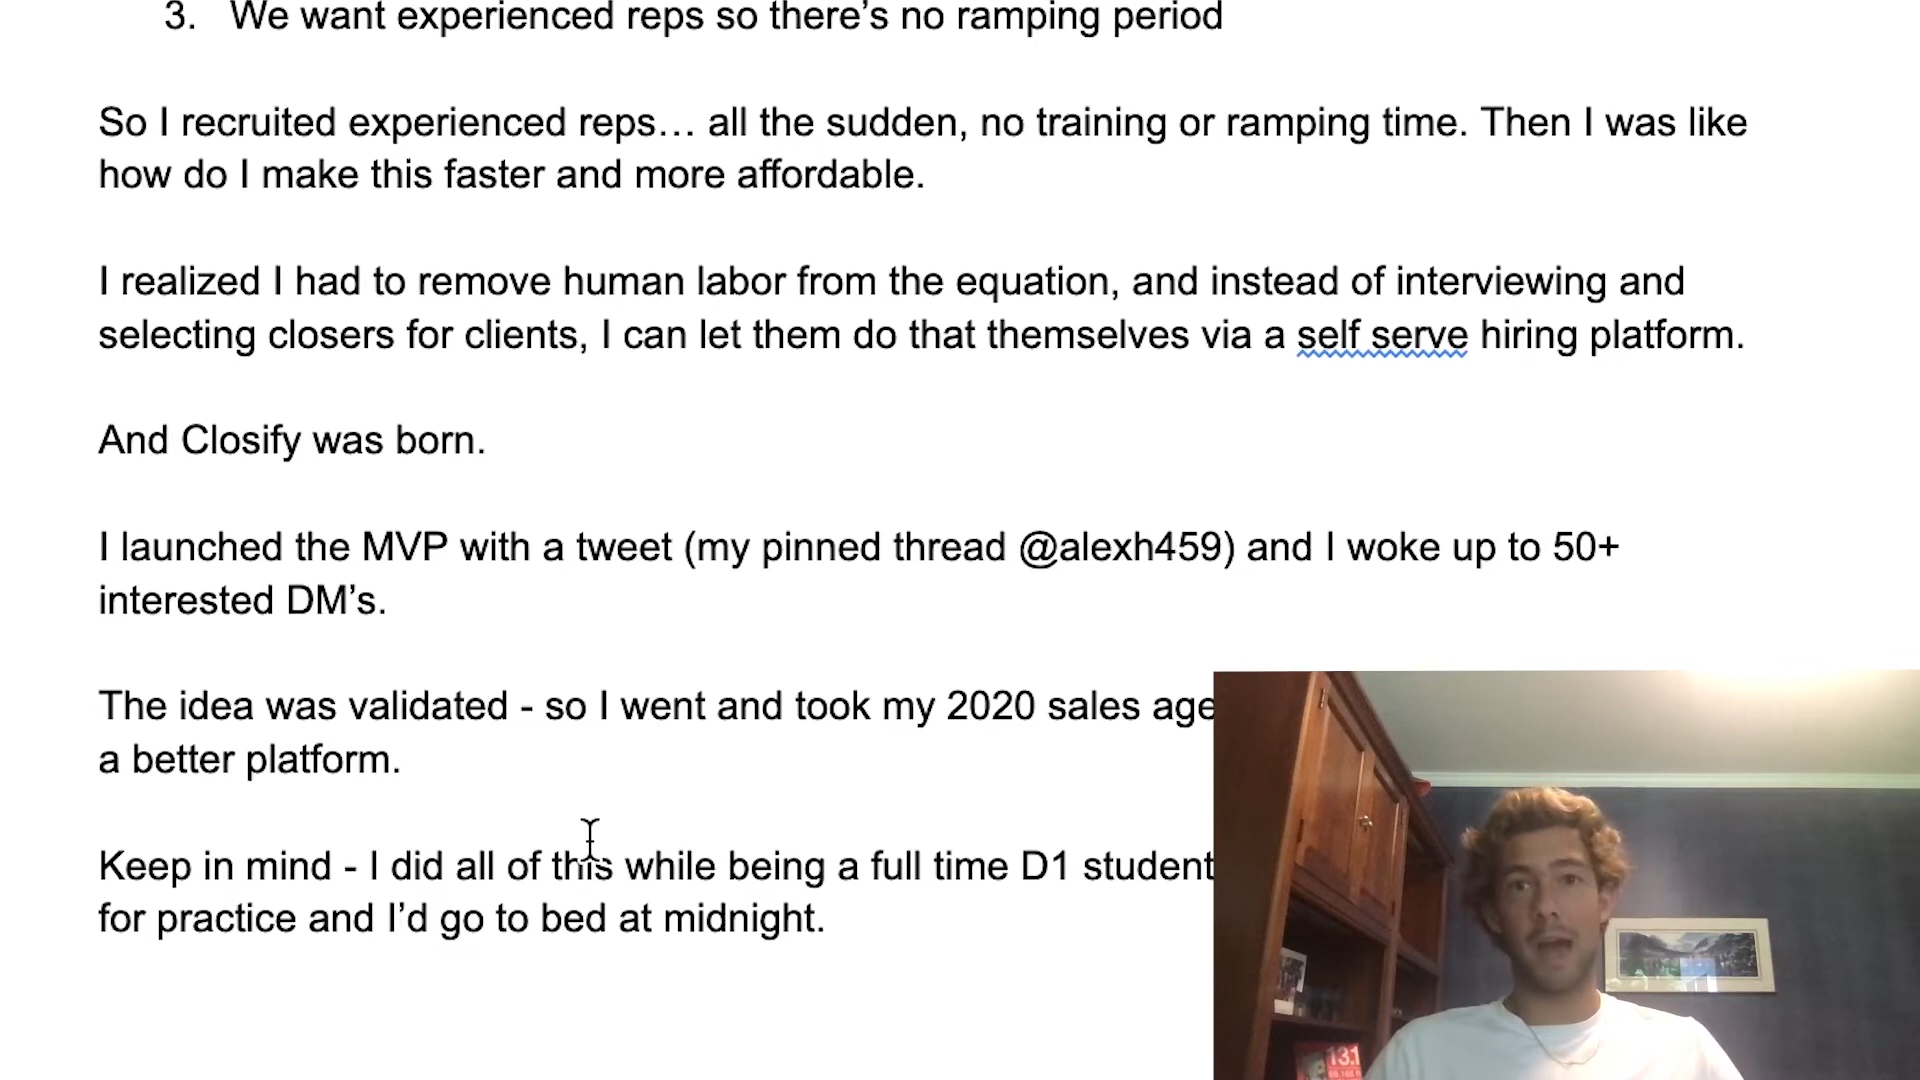 3. We want experienced reps so there's no ramping period
So I recruited experienced reps… all the sudden, no training or ramping time. Then I was like
how do I make this faster and more affordable.
I realized I had to remove human labor from the equation, and instead of interviewing and
selecting closers for clients, I can let them do that themselves via a self serve hiring platform.
And Closify was born.
I launched the MVP with a tweet (my pinned thread @alexh459) and I woke up to 50+
interested DM's.
The idea was validated - so I went and took my 2020 sales age
a better platform.
Keep in mind - I did all of this while being a full time D1 student
for practice and I'd go to bed at midnight.
13.1